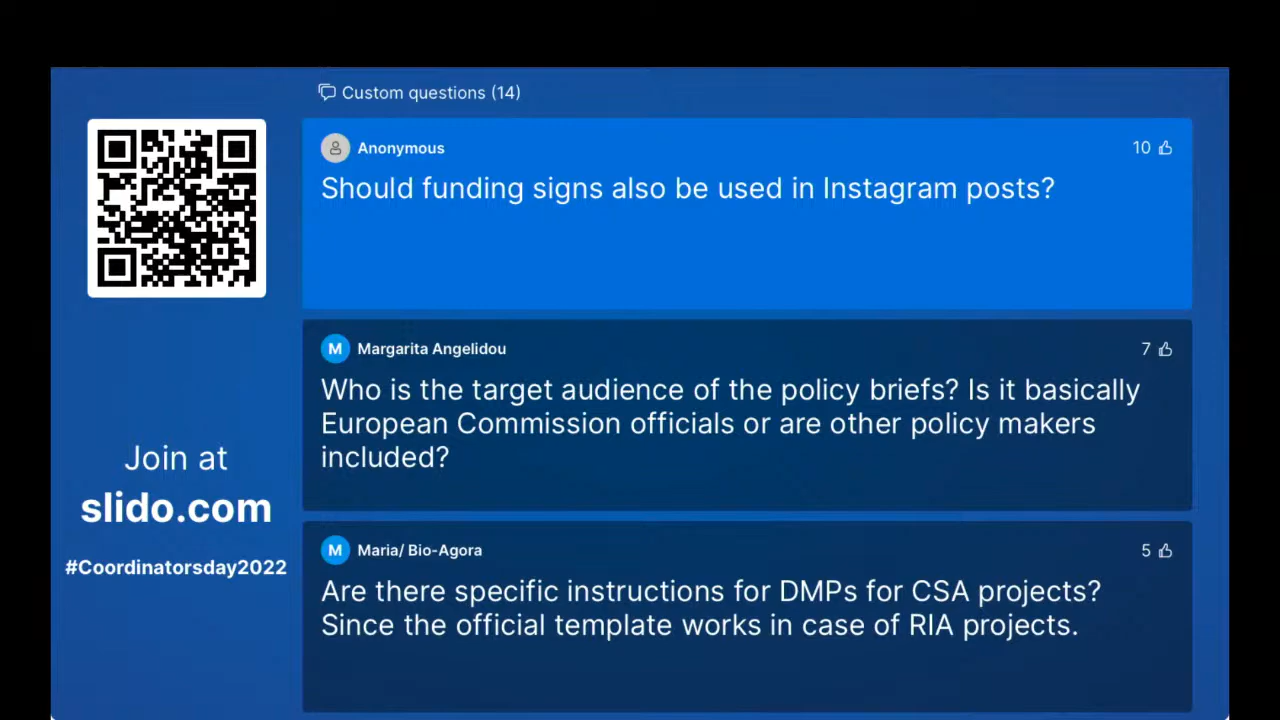 Custom questions (14)
Anonymous
10
Should funding signs also be used in Instagram posts?
M
Margarita Angelidou
7
Who is the target audience of the policy briefs? Is it basically
European Commission officials or are other policy makers
included?
M
Maria/ Bio-Agora
5
Are there specific instructions for DMPs for CSA projects?
Since the official template works in case of RIA projects.
Join at
slido.com
#Coordinatorsday2022